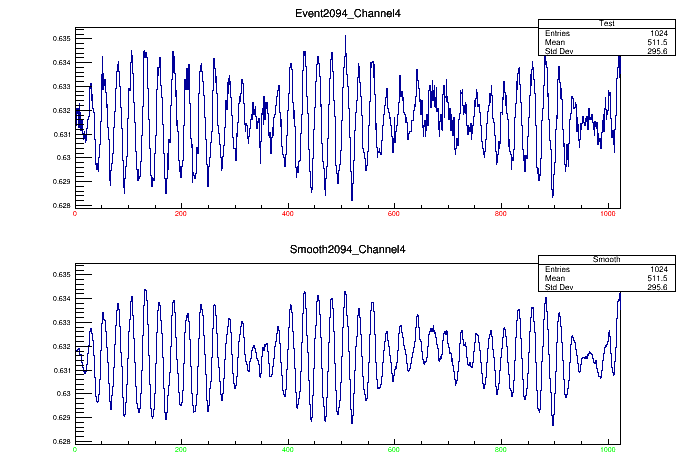 Event2094_Channel4
Test
Entries 1024
Mean 511.5
Std Dev 295.6
0.635
0.634
0.633
0.632
0.631
0.63
0.629
0.628
0 200 400 600 800 1000
Smooth2094_Channel4
Smooth
Entries 1024
Mean 511.5
Std Dev 295.6
0.635
0.634
0.633
0.632
0.631
0.63
0.629
0.628
0 200 400 600 800 1000